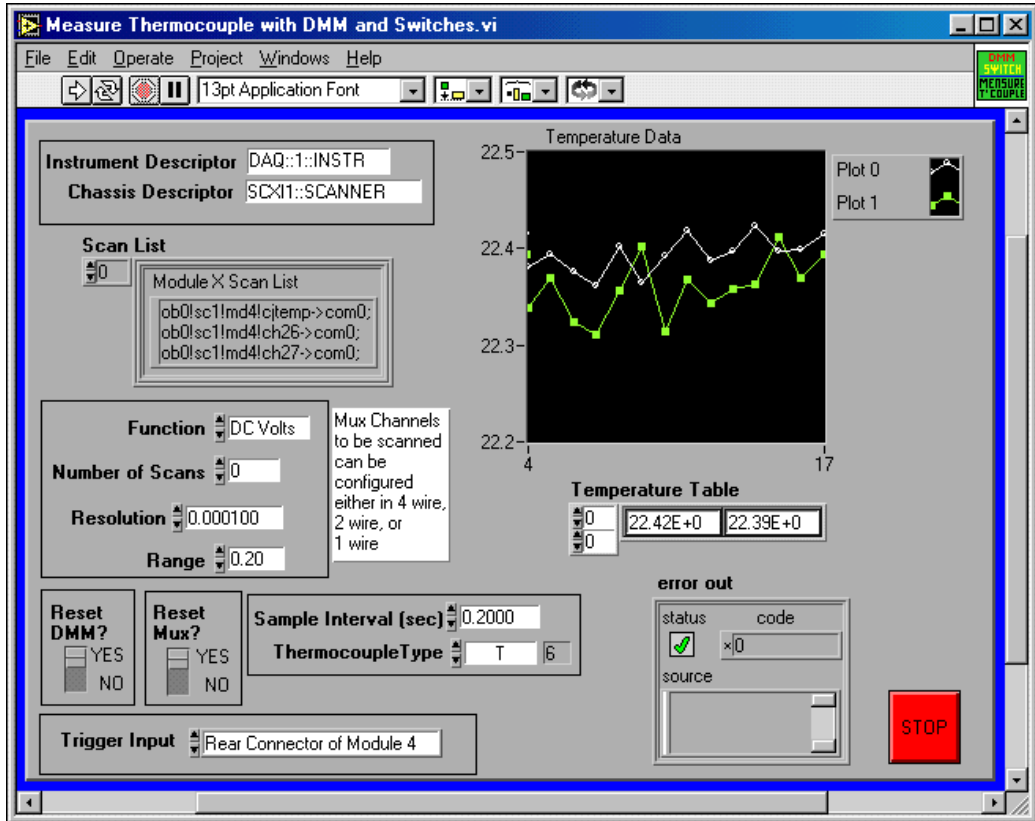 Measure Thermocouple with DMM and Switches.vi
File Edit Operate Project Windows Help
DMM
SWITCH
MEASURE
T'COUPLE
13pt Application Font
Instrument Descriptor DAQ::1::INSTR
Chassis Descriptor SCXI1::SCANNER
Scan List
0
Module X Scan List
ob0!sc1!md4!cjtemp->com0;
ob0!sc1!md4!ch26->com0;
ob0!sc1!md4!ch27->com0;
Temperature Data
22.5
22.4
22.3
22.2
4 17
Plot 0
Plot 1
Function DC Volts
Number of Scans 0
Resolution 0.000100
Range 0.20
Mux Channels
to be scanned
can be
configured
either in 4 wire,
2 wire, or
1 wire
Temperature Table
0 22.42E+0 22.39E+0
0
Reset
DMM?
YES
NO
Reset
Mux?
YES
NO
Sample Interval (sec) 0.2000
ThermocoupleType T 6
Trigger Input Rear Connector of Module 4
error out
status code
×0
source
STOP